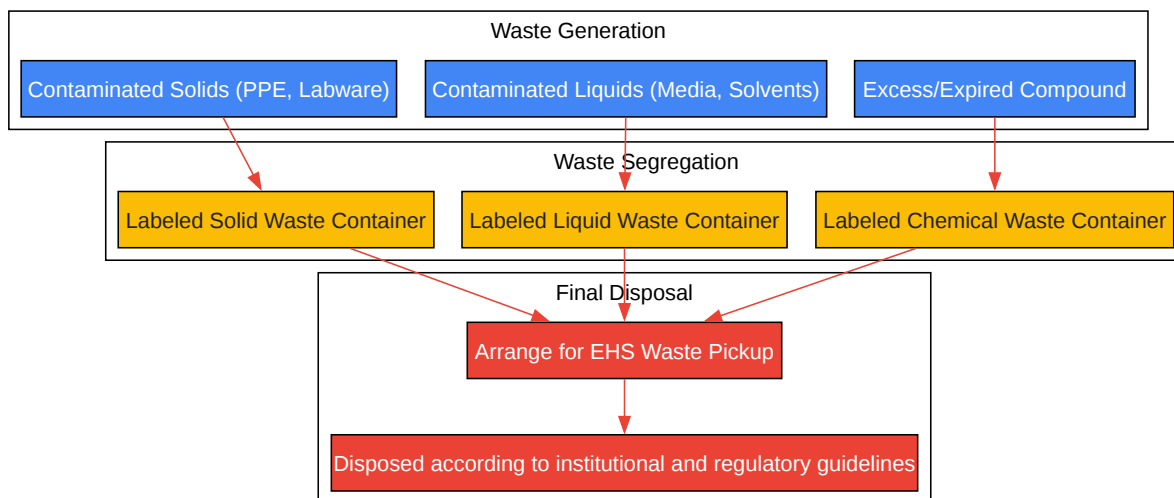 Waste Generation
Contaminated Solids (PPE, Labware)
Contaminated Liquids (Media, Solvents)
Excess/Expired Compound
Waste Segregation
Labeled Solid Waste Container
Labeled Liquid Waste Container
Labeled Chemical Waste Container
Final Disposal
Arrange for EHS Waste Pickup
Disposed according to institutional and regulatory guidelines